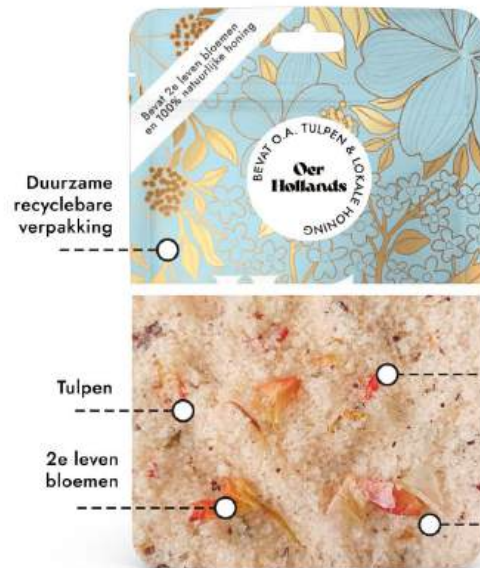 Bevat 2e leven bloemen
en 100% natuurlijke honing
BEVAT O.A. TULPEN & LOKALE HONING
Oer
Hollands
Duurzame
recyclebare
verpakking
Tulpen
2e leven
bloemen